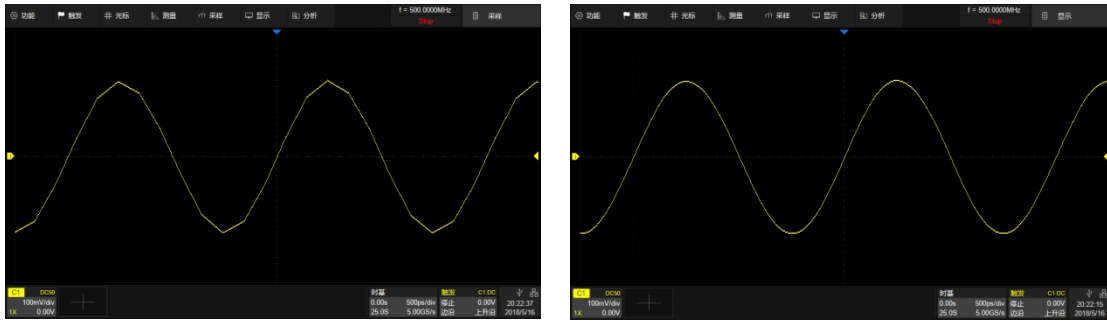 功能 触发 光标 测量 采样 显示 分析 f = 500.0000MHz 采样
Stop
C1 DC50 时基 触发 C1 DC
100mV/div 0.00s 500ps/div 停止 0.00V 20:22:37
1X 0.00V 25.0S 5.00GS/s 边沿 上升沿 2018/5/16
功能 触发 光标 测量 采样 显示 分析 f = 500.0000MHz 显示
Stop
C1 DC50 时基 触发 C1 DC
100mV/div 0.00s 500ps/div 停止 0.00V 20:22:15
1X 0.00V 25.0S 5.00GS/s 边沿 上升沿 2018/5/16